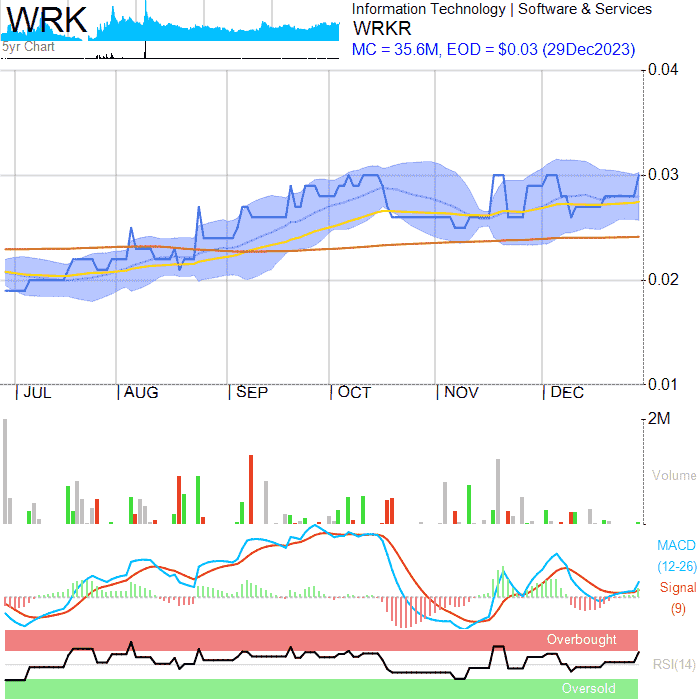 WRK
5yr Chart
Information Technology | Software & Services
WRKR
MC = 35.6M, EOD = $0.03 (29Dec2023)
0.04
0.03
0.02
0.01
JUL AUG SEP OCT NOV DEC
2M
Volume
MACD
(12-26)
Signal
(9)
Overbought
RSI(14)
Oversold